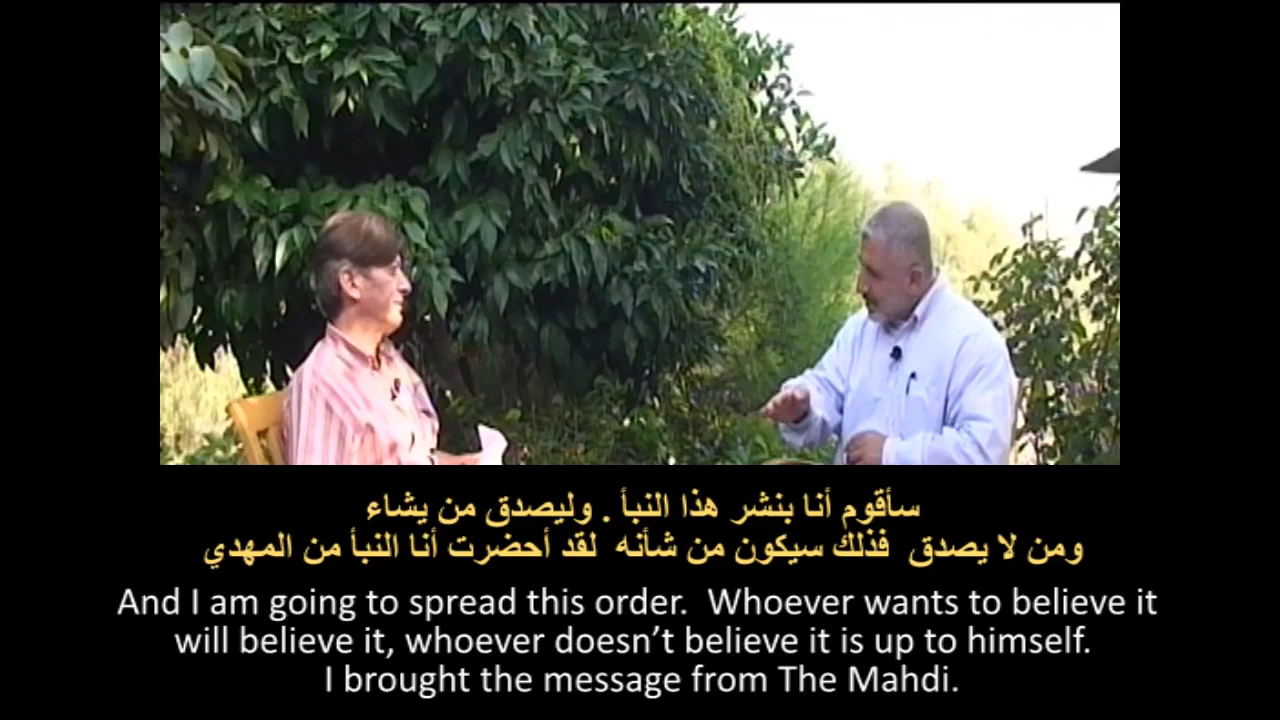 سأقوم أنا بنشر هذا النبأ . وليصدق من يشاء
ومن لا يصدق فذلك سيكون من شأنه لقد أحضرت أنا النبأ من المهدي
And I am going to spread this order. Whoever wants to believe it
will believe it, whoever doesn't believe it is up to himself.
I brought the message from The Mahdi.